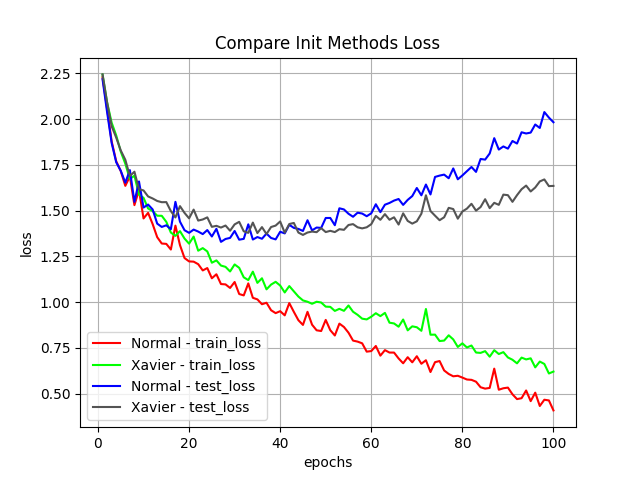 Compare Init Methods Loss
2.25
2.00
1.75
1.50
1.25
1.00
0.75
0.50
loss
Normal - train_loss
Xavier - train_loss
Normal - test_loss
Xavier - test_loss
0
20
40
60
80
100
epochs